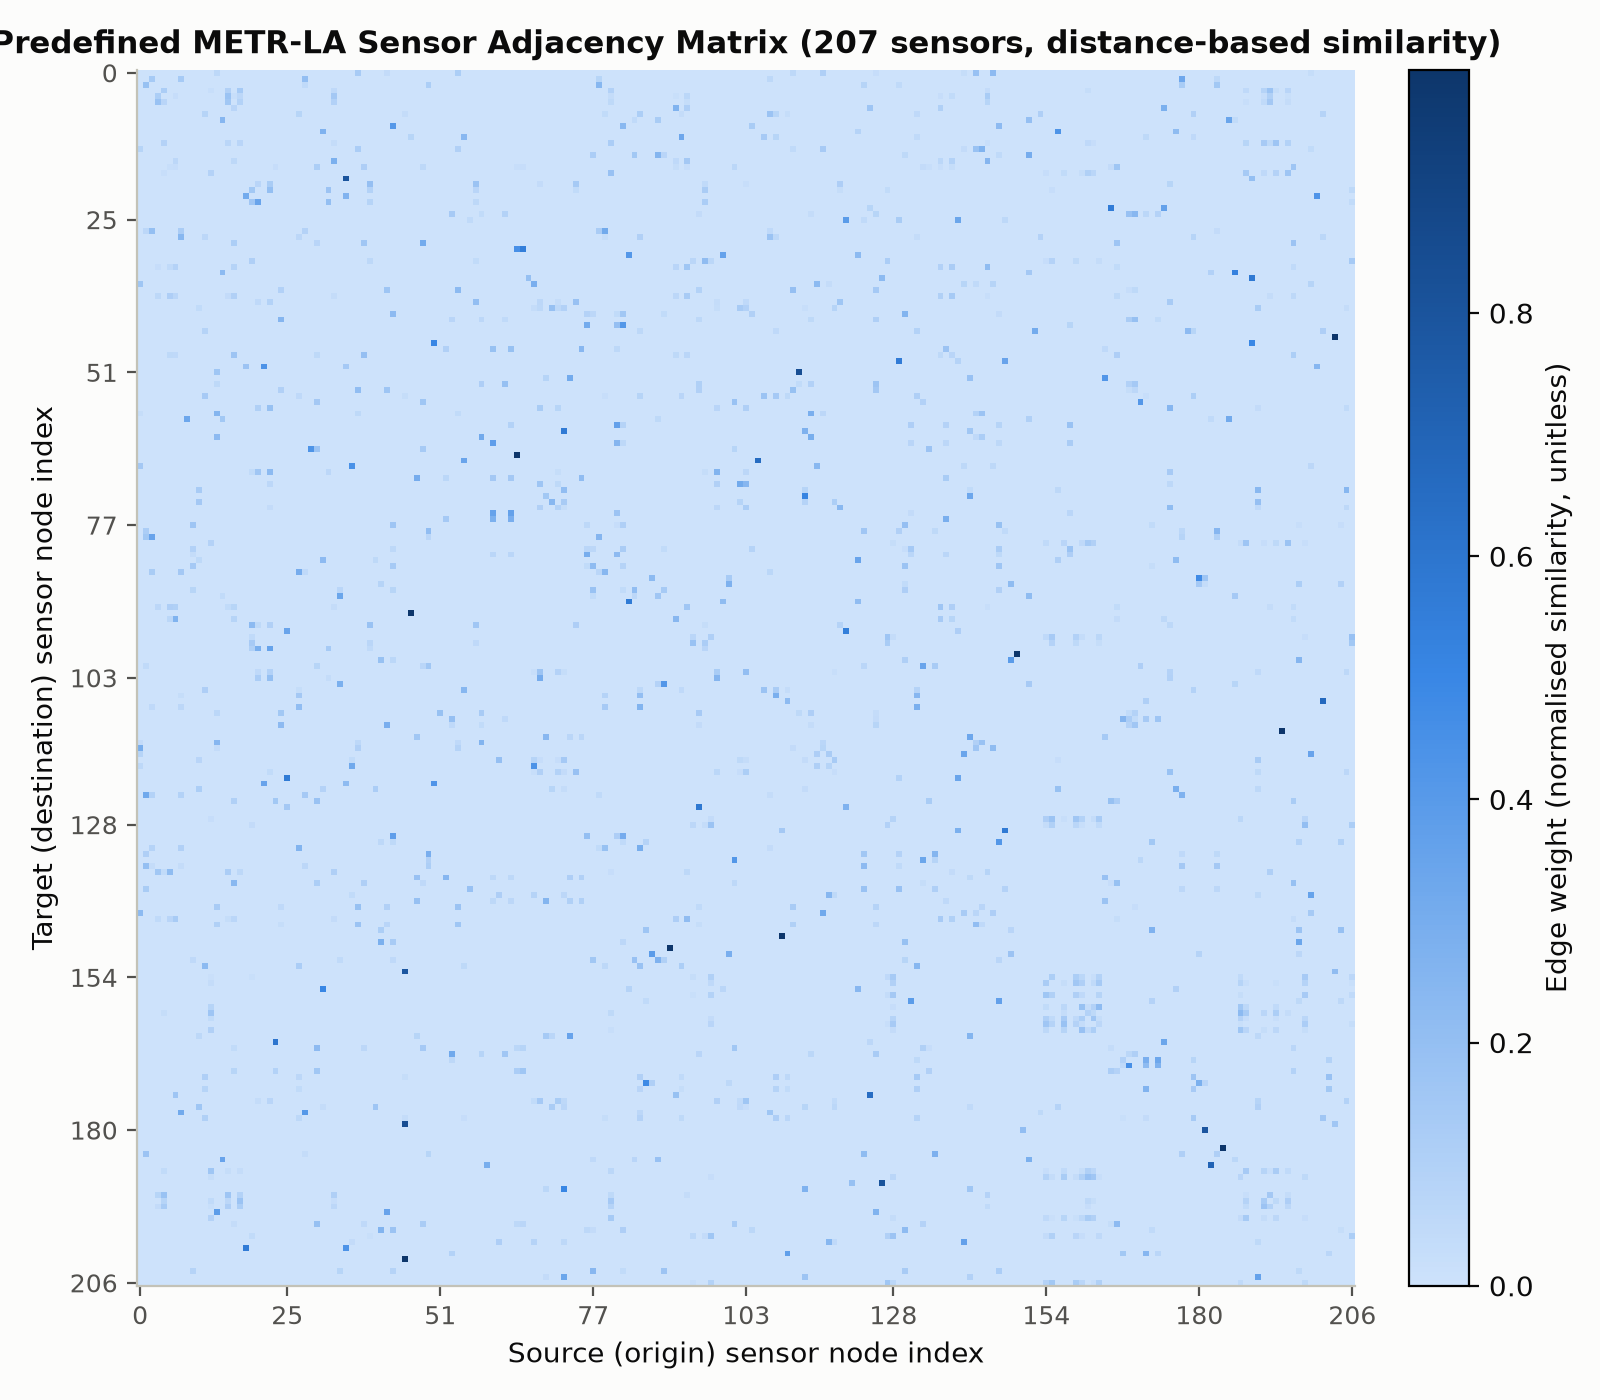 Predefined METR-LA Sensor Adjacency Matrix (207 sensors, distance-based similarity)
Target (destination) sensor node index
0
25
51
77
103
128
154
180
206
0 25 51 77 103 128 154 180 206
Source (origin) sensor node index
0.8
0.6
0.4
0.2
0.0
Edge weight (normalised similarity, unitless)